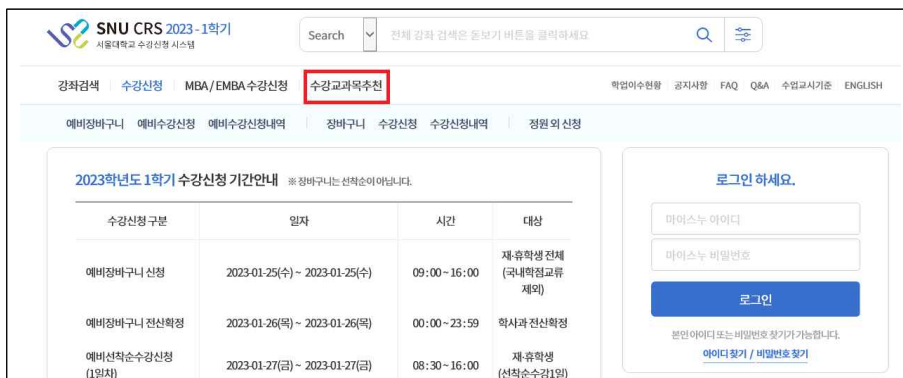 SNU CRS 2023-1학기
서울대학교 수강신청 시스템
Search 전체 강좌 검색은 돋보기 버튼을 클릭하세요
강좌검색 수강신청 MBA/EMBA 수강신청 수강교과목추천 학업이수현황 공지사항 FAQ Q&A 수업교시기준 ENGLISH
예비장바구니 예비수강신청 예비수강신청내역 장바구니 수강신청 수강신청내역 정원 외 신청
2023학년도 1학기 수강신청 기간안내 ※ 장바구니는 선착순이 아닙니다.
수강신청구분 일자 시간 대상
예비장바구니 신청 2023-01-25(수) ~ 2023-01-25(수) 09:00~16:00 재·휴학생 전체
(국내학점교류
제외)
예비장바구니 전산확정 2023-01-26(목) ~ 2023-01-26(목) 00:00~23:59 학사과 전산확정
예비선착순수강신청
(1일차) 2023-01-27(금) ~ 2023-01-27(금) 08:30~16:00 재·휴학생
(선착순수강1일)
로그인 하세요.
마이스누 아이디
마이스누 비밀번호
로그인
본인 아이디 또는 비밀번호 찾기가 가능합니다.
아이디 찾기 / 비밀번호 찾기